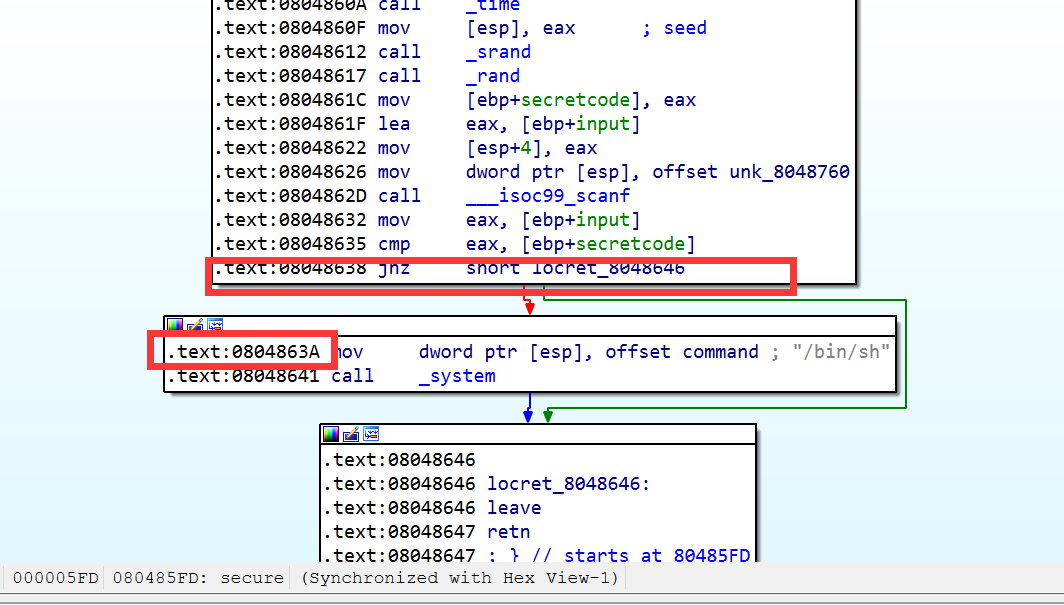 .text:0804860A call _time
.text:0804860F mov [esp], eax ; seed
.text:08048612 call _srand
.text:08048617 call _rand
.text:0804861C mov [ebp+secretcode], eax
.text:0804861F lea eax, [ebp+input]
.text:08048622 mov [esp+4], eax
.text:08048626 mov dword ptr [esp], offset unk_8048760
.text:0804862D call ___isoc99_scanf
.text:08048632 mov eax, [ebp+input]
.text:08048635 cmp eax, [ebp+secretcode]
.text:08048638 jnz short locret_8048646
.text:0804863A mov dword ptr [esp], offset command ; "/bin/sh"
.text:08048641 call _system
.text:08048646
.text:08048646 locret_8048646:
.text:08048646 leave
.text:08048647 retn
.text:08048647 ; } // starts at 80485FD
000005FD 080485FD: secure (Synchronized with Hex View-1)